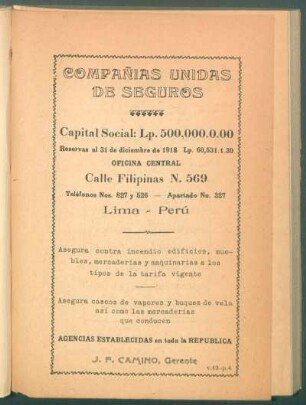 COMPAÑIAS UNIDAS
DE SEGUROS
Capital Social: Lp. 500,000.0.00
Reservas al 31 de diciembre de 1918 Lp. 60,531.1.30
OFICINA CENTRAL
Calle Filipinas N. 569
Teléfonos Nos. 627 y 526 — Apartado No. 327
Lima - Perú
Asegura contra incendio edificios, mue-
bles, mercaderías y maquinarias a los
tipos de la tarifa vigente
Asegura cascos de vapores y buques de vela
así como las mercaderías
que conducen
AGENCIAS ESTABLECIDAS en toda la REPUBLICA
J. P. CAMINO, Gerente